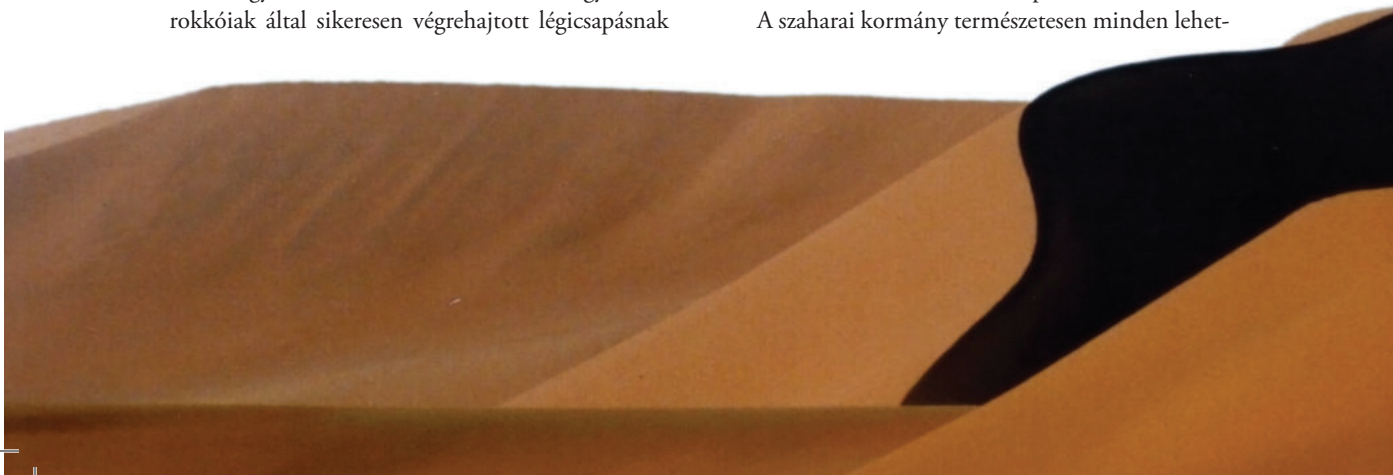 rokkóiak által sikeresen végrehajtott légicsapásnak
A szaharai kormány természetesen minden lehet-